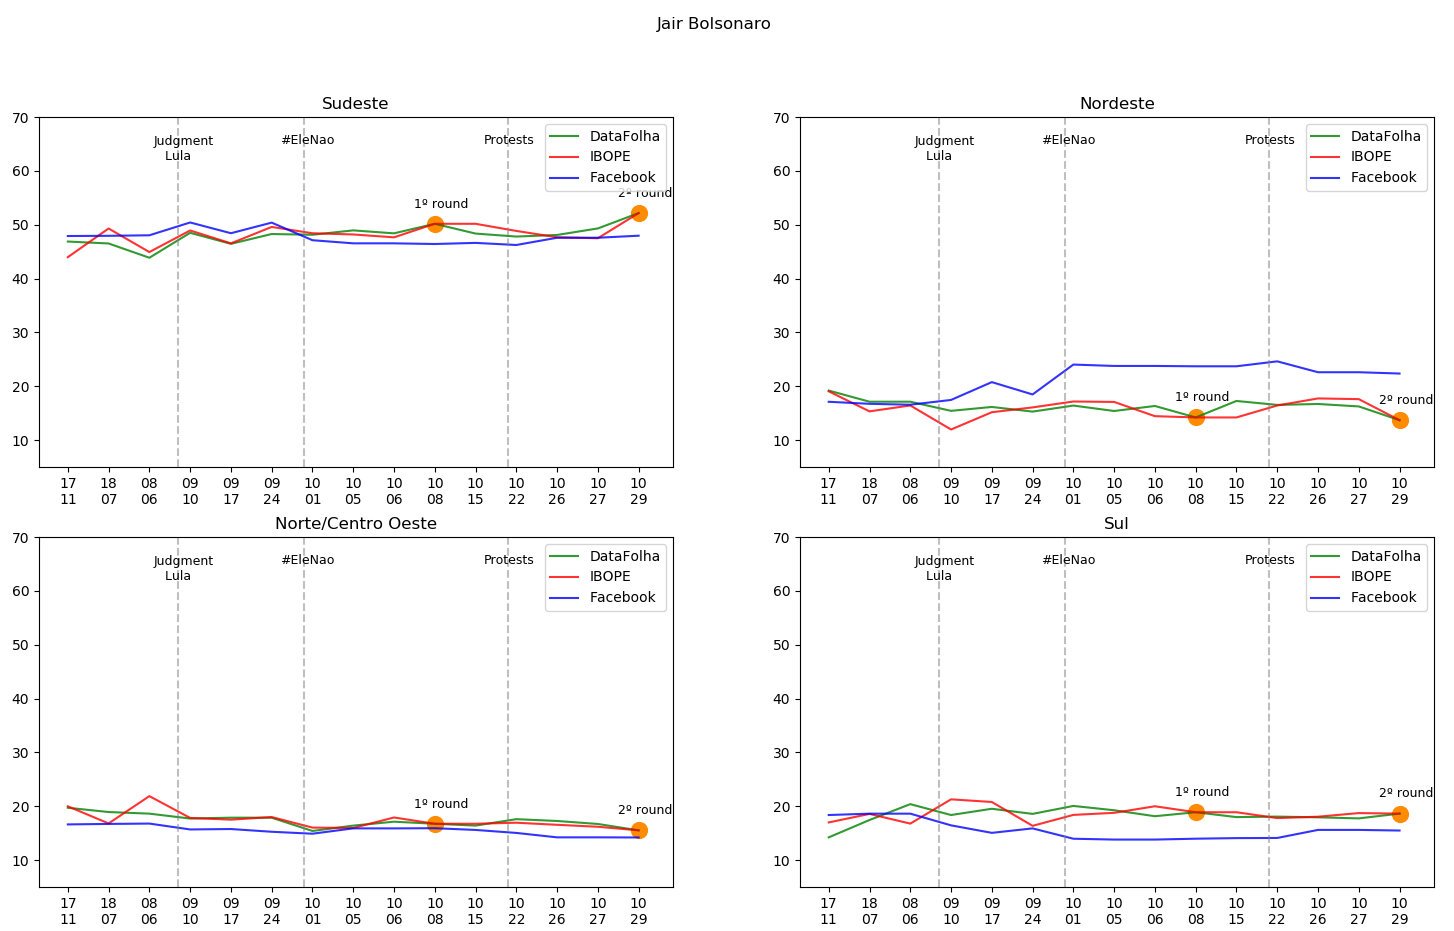 Jair Bolsonaro
Sudeste
70
60
50
40
30
20
10
Judgment
Lula
#EleNao
Protests
DataFolha
IBOPE
Facebook
1º round
2º round
17 18 08 09 09 09 10 10 10 10 10 10 10 10 10
11 07 06 10 17 24 01 05 06 08 15 22 26 27 29
Nordeste
70
60
50
40
30
20
10
Judgment
Lula
#EleNao
Protests
DataFolha
IBOPE
Facebook
1º round
2º round
17 18 08 09 09 09 10 10 10 10 10 10 10 10 10
11 07 06 10 17 24 01 05 06 08 15 22 26 27 29
Norte/Centro Oeste
70
60
50
40
30
20
10
Judgment
Lula
#EleNao
Protests
DataFolha
IBOPE
Facebook
1º round
2º round
17 18 08 09 09 09 10 10 10 10 10 10 10 10 10
11 07 06 10 17 24 01 05 06 08 15 22 26 27 29
Sul
70
60
50
40
30
20
10
Judgment
Lula
#EleNao
Protests
DataFolha
IBOPE
Facebook
1º round
2º round
17 18 08 09 09 09 10 10 10 10 10 10 10 10 10
11 07 06 10 17 24 01 05 06 08 15 22 26 27 29